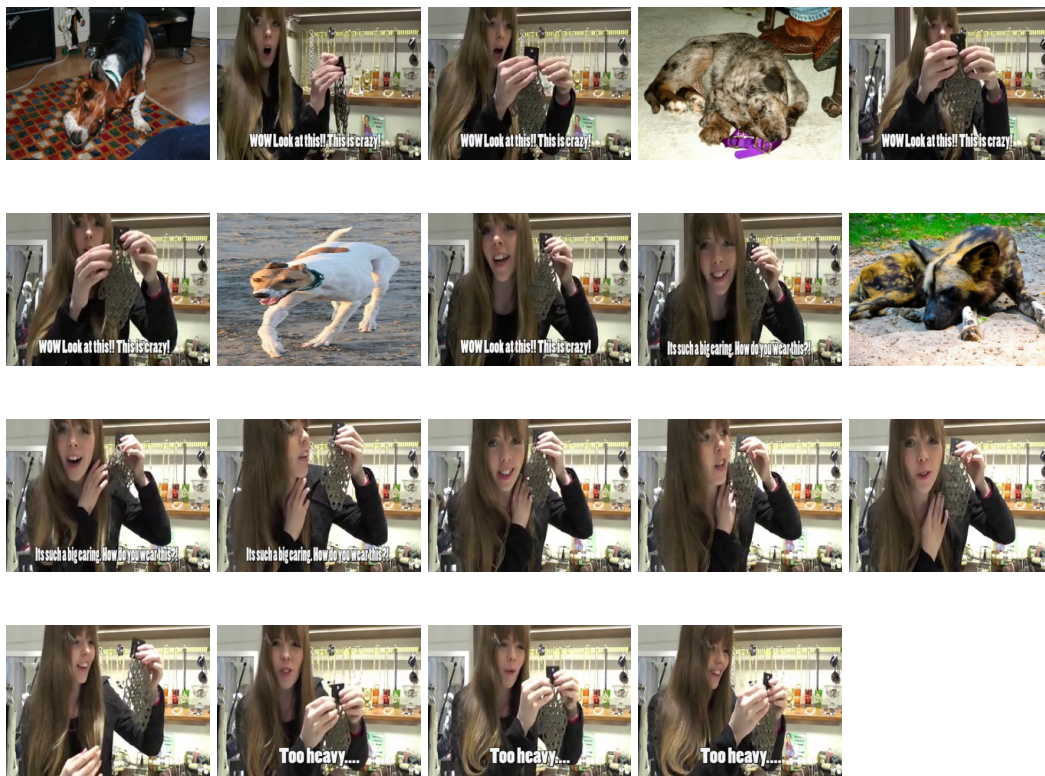 WOW Look at this!! This is crazy!
WOW Look at this!! This is crazy!
WOW Look at this!! This is crazy!
WOW Look at this!! This is crazy!
WOW Look at this!! This is crazy!
Its such a big earing. How do you wear this?!
Its such a big earing. How do you wear this?!
Its such a big earing. How do you wear this?!
Too heavy....
Too heavy....
Too heavy....